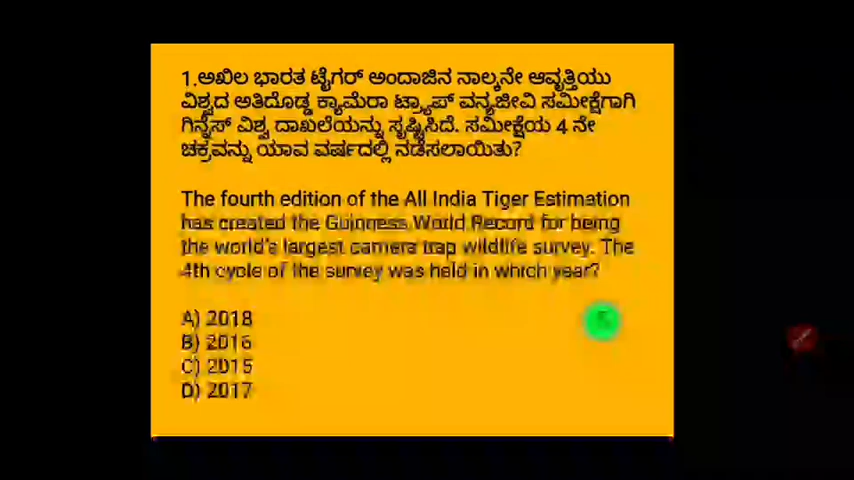 1.ಅಖಿಲ ಭಾರತ ಟೈಗರ್ ಅಂದಾಜಿನ ನಾಲ್ಕನೇ ಆವೃತ್ತಿಯು
ವಿಶ್ವದ ಅತಿದೊಡ್ಡ ಕ್ಯಾಮೆರಾ ಟ್ರ್ಯಾಪ್ ವನ್ಯಜೀವಿ ಸಮೀಕ್ಷೆಗಾಗಿ
ಗಿನ್ನೆಸ್ ವಿಶ್ವ ದಾಖಲೆಯನ್ನು ಸೃಷ್ಟಿಸಿದೆ. ಸಮೀಕ್ಷೆಯ 4 ನೇ
ಚಕ್ರವನ್ನು ಯಾವ ವರ್ಷದಲ್ಲಿ ನಡೆಸಲಾಯಿತು?
The fourth edition of the All India Tiger Estimation
has created the Guinness World Record for being
the world's largest camera trap wildlife survey. The
4th cycle of the survey was held in which year?
A) 2018
B) 2016
C) 2015
D) 2017